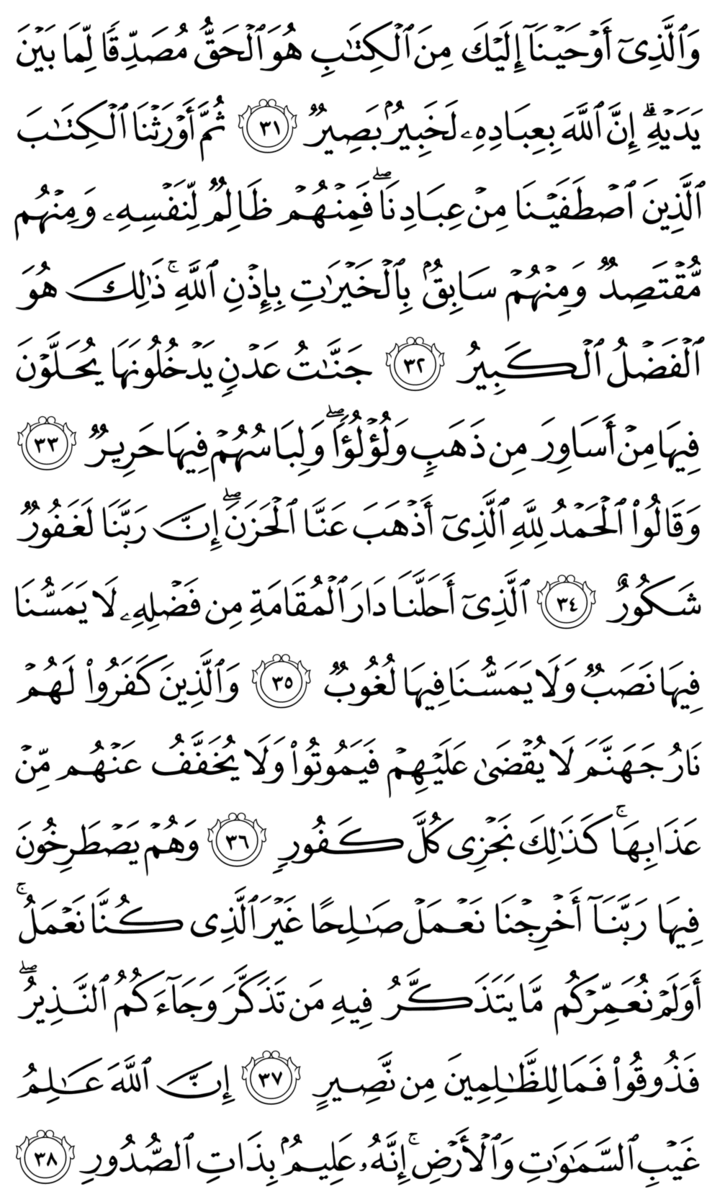 وَٱلَّذِىٓ أَوْحَيْنَآ إِلَيْكَ مِنَ ٱلْكِتَـٰبِ هُوَ ٱلْحَقُّ مُصَدِّقًا لِّمَا بَيْنَ
يَدَيْهِ ۗ إِنَّ ٱللَّهَ بِعِبَادِهِۦ لَخَبِيرٌۢ بَصِيرٌ ٣١ ثُمَّ أَوْرَثْنَا ٱلْكِتَـٰبَ
ٱلَّذِينَ ٱصْطَفَيْنَا مِنْ عِبَادِنَا ۖ فَمِنْهُمْ ظَالِمٌ لِّنَفْسِهِۦ وَمِنْهُم
مُّقْتَصِدٌ وَمِنْهُمْ سَابِقٌۢ بِٱلْخَيْرَٰتِ بِإِذْنِ ٱللَّهِ ۚ ذَٰلِكَ هُوَ
ٱلْفَضْلُ ٱلْكَبِيرُ ٣٢ جَنَّـٰتُ عَدْنٍ يَدْخُلُونَهَا يُحَلَّوْنَ
فِيهَا مِنْ أَسَاوِرَ مِن ذَهَبٍ وَلُؤْلُؤًا ۖ وَلِبَاسُهُمْ فِيهَا حَرِيرٌ ٣٣
وَقَالُوا۟ ٱلْحَمْدُ لِلَّهِ ٱلَّذِىٓ أَذْهَبَ عَنَّا ٱلْحَزَنَ ۖ إِنَّ رَبَّنَا لَغَفُورٌ
شَكُورٌ ٣٤ ٱلَّذِىٓ أَحَلَّنَا دَارَ ٱلْمُقَامَةِ مِن فَضْلِهِۦ لَا يَمَسُّنَا
فِيهَا نَصَبٌ وَلَا يَمَسُّنَا فِيهَا لُغُوبٌ ٣٥ وَٱلَّذِينَ كَفَرُوا۟ لَهُمْ
نَارُ جَهَنَّمَ لَا يُقْضَىٰ عَلَيْهِمْ فَيَمُوتُوا۟ وَلَا يُخَفَّفُ عَنْهُم مِّنْ
عَذَابِهَا ۚ كَذَٰلِكَ نَجْزِى كُلَّ كَفُورٍ ٣٦ وَهُمْ يَصْطَرِخُونَ
فِيهَا رَبَّنَآ أَخْرِجْنَا نَعْمَلْ صَـٰلِحًا غَيْرَ ٱلَّذِى كُنَّا نَعْمَلُ ۚ
أَوَلَمْ نُعَمِّرْكُم مَّا يَتَذَكَّرُ فِيهِ مَن تَذَكَّرَ وَجَآءَكُمُ ٱلنَّذِيرُ ۖ
فَذُوقُوا۟ فَمَا لِلظَّـٰلِمِينَ مِن نَّصِيرٍ ٣٧ إِنَّ ٱللَّهَ عَـٰلِمُ
غَيْبِ ٱلسَّمَـٰوَٰتِ وَٱلْأَرْضِ ۚ إِنَّهُۥ عَلِيمٌۢ بِذَاتِ ٱلصُّدُورِ ٣٨